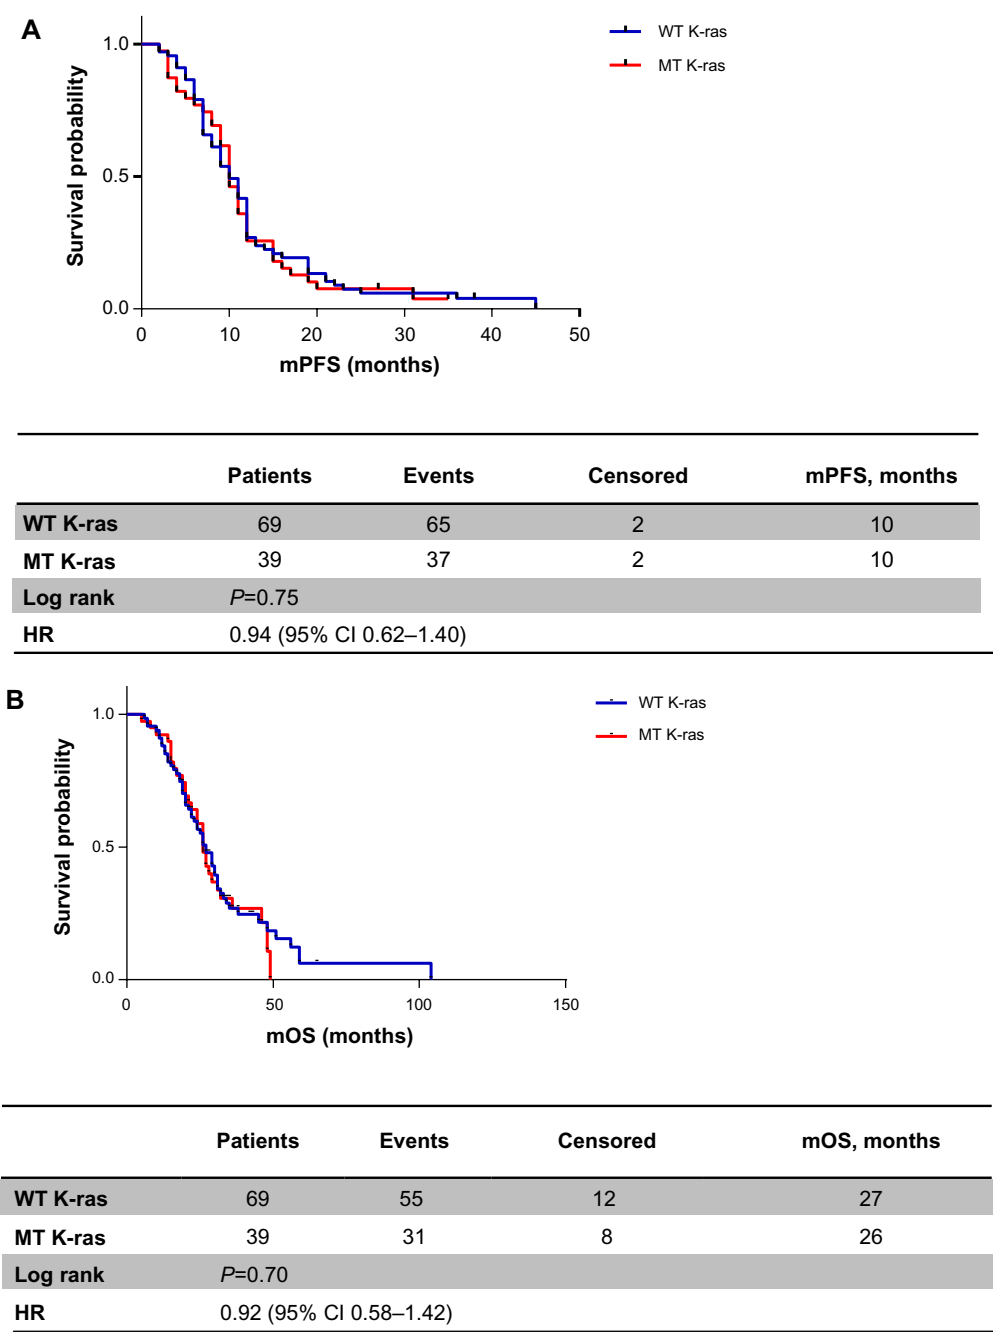 A
WT K-ras
MT K-ras
Survival probability
1.0
0.5
0.0
0 10 20 30 40 50
mPFS (months)
Patients Events Censored mPFS, months
WT K-ras 69 65 2 10
MT K-ras 39 37 2 10
Log rank P=0.75
HR 0.94 (95% CI 0.62–1.40)
B
WT K-ras
MT K-ras
Survival probability
1.0
0.5
0.0
0 50 100 150
mOS (months)
Patients Events Censored mOS, months
WT K-ras 69 55 12 27
MT K-ras 39 31 8 26
Log rank P=0.70
HR 0.92 (95% CI 0.58–1.42)